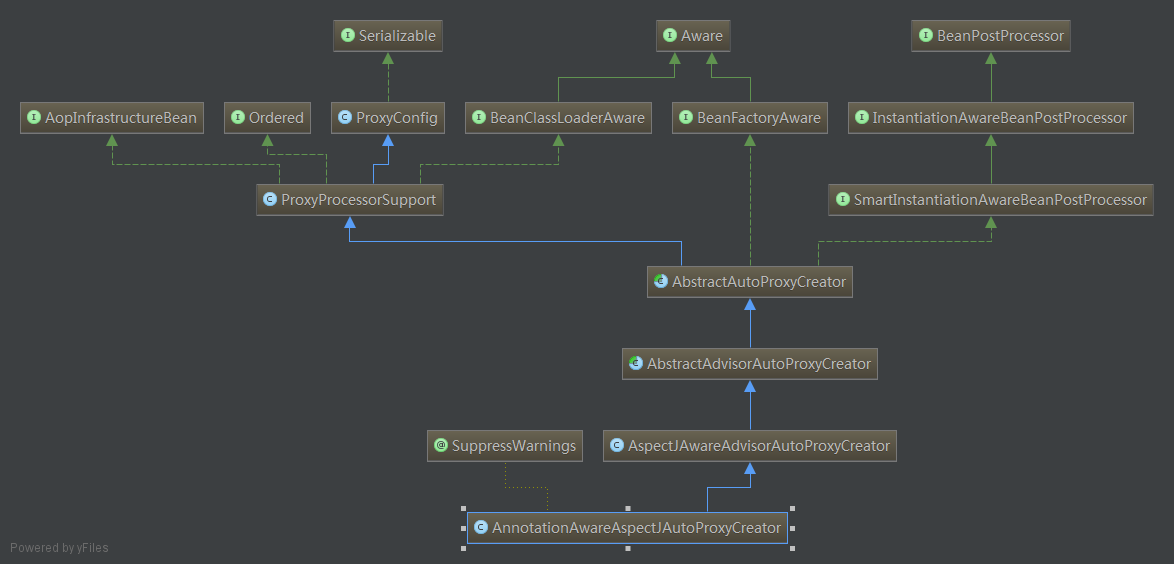 Serializable
Aware
BeanPostProcessor
AopInfrastructureBean
Ordered
ProxyConfig
BeanClassLoaderAware
BeanFactoryAware
InstantiationAwareBeanPostProcessor
ProxyProcessorSupport
SmartInstantiationAwareBeanPostProcessor
AbstractAutoProxyCreator
AbstractAdvisorAutoProxyCreator
SuppressWarnings
AspectJAwareAdvisorAutoProxyCreator
AnnotationAwareAspectJAutoProxyCreator
Powered by yFiles